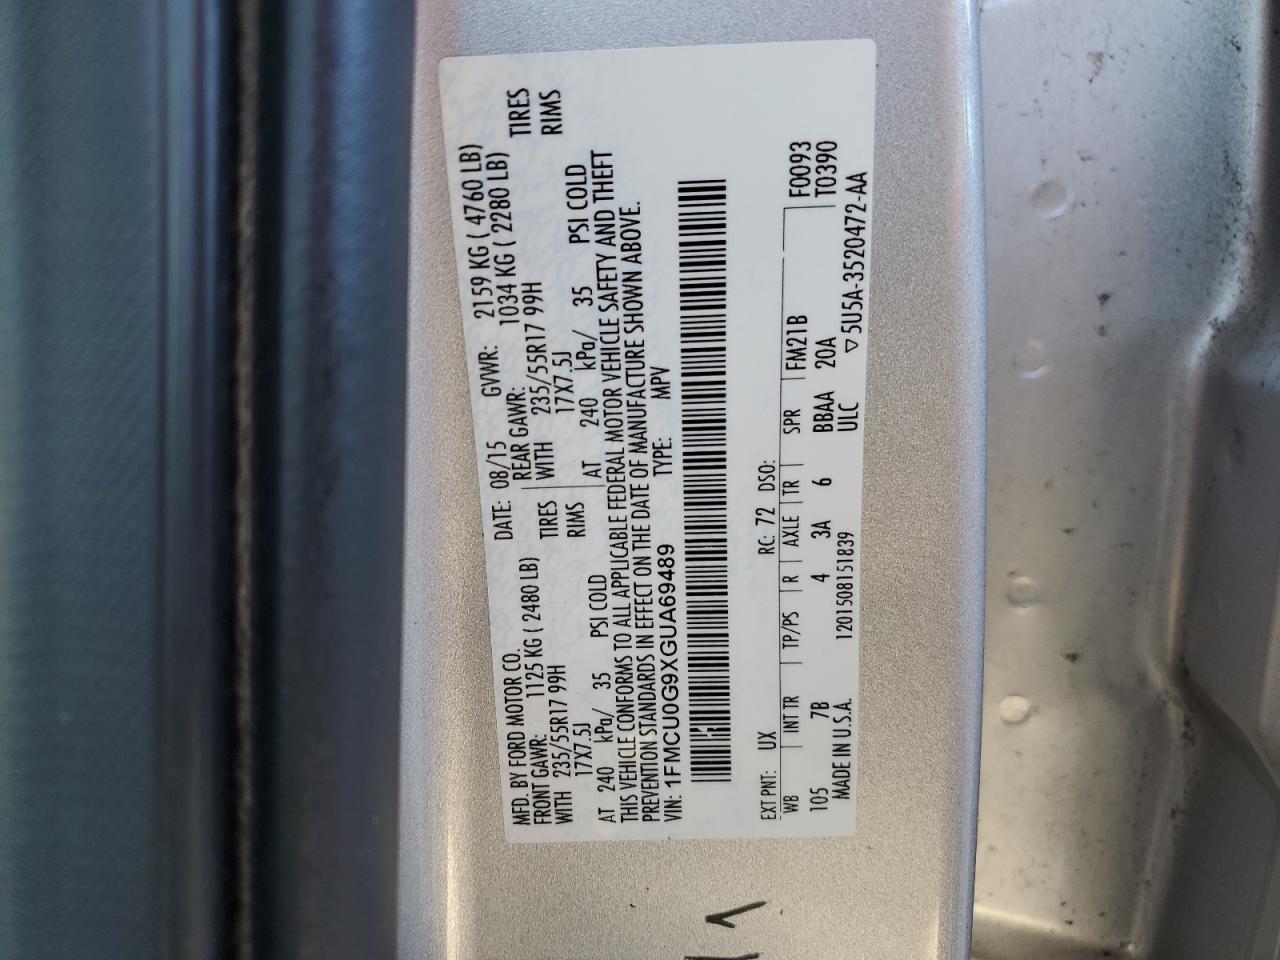 MFD. BY FORD MOTOR CO. DATE: 08/15 GVWR: 2159 KG ( 4760 LB)
FRONT GAWR: 1125 KG ( 2480 LB) REAR GAWR: 1034 KG ( 2280 LB)
WITH 235/55R17 99H TIRES WITH 235/55R17 99H TIRES
17X7.5J RIMS 17X7.5J RIMS
AT 240 kPa/ 35 PSI COLD AT 240 kPa/ 35 PSI COLD
THIS VEHICLE CONFORMS TO ALL APPLICABLE FEDERAL MOTOR VEHICLE SAFETY AND THEFT
PREVENTION STANDARDS IN EFFECT ON THE DATE OF MANUFACTURE SHOWN ABOVE.
VIN: 1FMCU0G9XGUA69489 TYPE: MPV
EXT PNT: UX RC: 72 DSO:
WB INT TR TP/PS R AXLE TR SPR FM21B F0093
105 7B 4 3A 6 BBAA 20A T0390
MADE IN U.S.A. 1201508151839 ULC ▽5U5A-3520472-AA